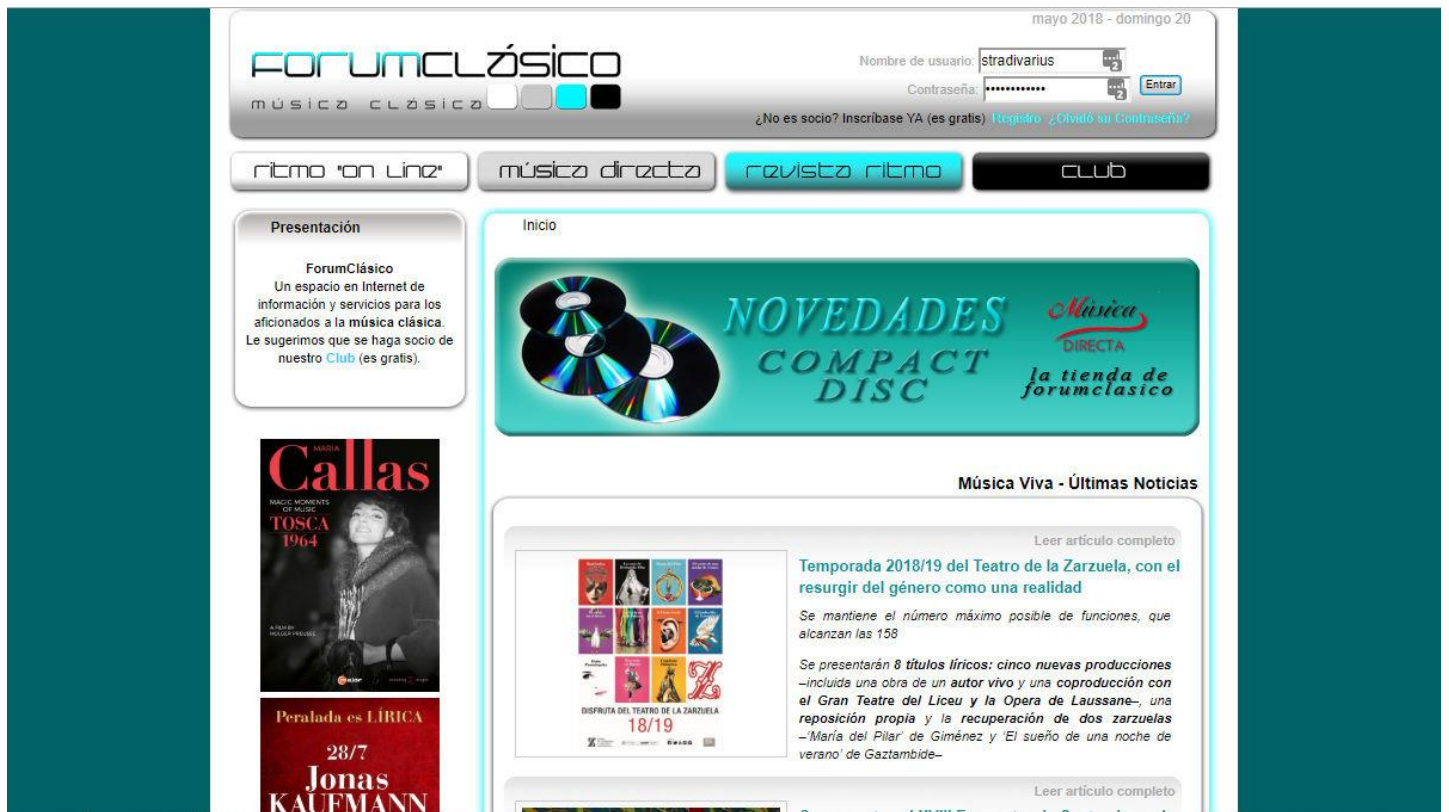 mayo 2018 - domingo 20
FORUMCLÁSICO
música clásica
Nombre de usuario: stradivarius
Contraseña: ••••••••••••
Entrar
¿No es socio? Inscríbase YA (es gratis) Registro ¿Olvidó su Contraseña?
ritmo "on line"
música directa
revista ritmo
club
Presentación
ForumClásico
Un espacio en Internet de
información y servicios para los
aficionados a la música clásica.
Le sugerimos que se haga socio de
nuestro Club (es gratis).
MARIA
Callas
MAGIC MOMENTS
OF MUSIC
TOSCA
1964
A FILM BY
HOLGER PREUSSE
major
Peralada es LÍRICA
28/7
Jonas
KAUFMANN
Inicio
NOVEDADES
COMPACT
DISC
Música
DIRECTA
la tienda de
forumclasico
Música Viva - Últimas Noticias
Leer artículo completo
DISFRUTA DEL TEATRO DE LA ZARZUELA
18/19
Temporada 2018/19 del Teatro de la Zarzuela, con el
resurgir del género como una realidad
Se mantiene el número máximo posible de funciones, que
alcanzan las 158
Se presentarán 8 títulos líricos: cinco nuevas producciones
–incluida una obra de un autor vivo y una coproducción con
el Gran Teatre del Liceu y la Opera de Laussane–, una
reposición propia y la recuperación de dos zarzuelas
–'María del Pilar' de Giménez y 'El sueño de una noche de
verano' de Gaztambide–
Leer artículo completo